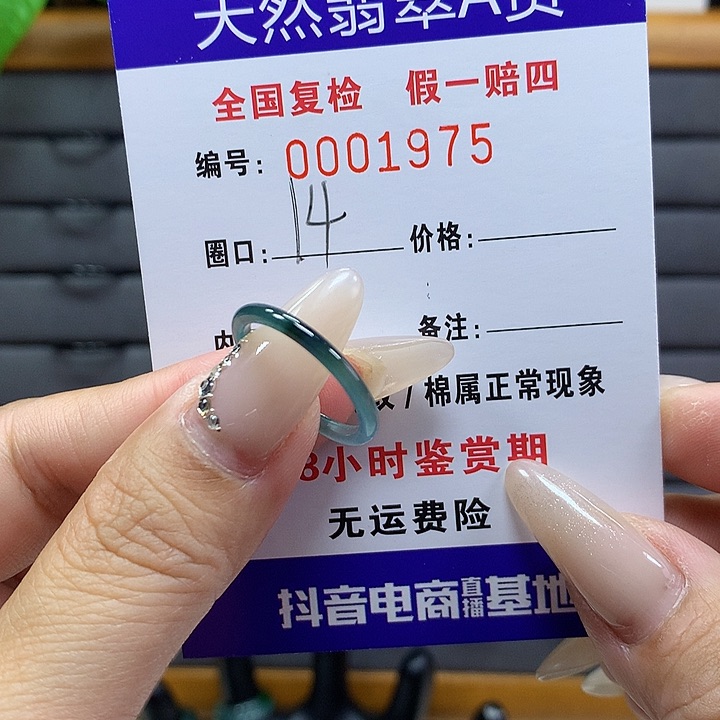 天然翡翠A货
全国复检 假一赔四
编号: 0001975
圈口: 14 价格:
内 备注:
/ 棉属正常现象
8小时鉴赏期
无运费险
抖音电商直播基地